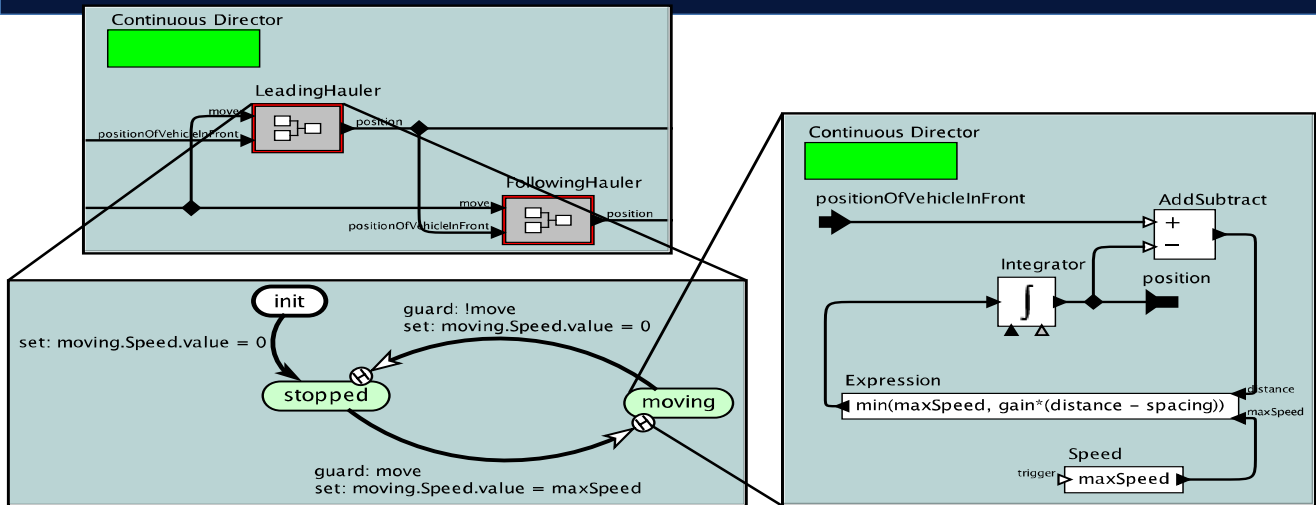 Continuous Director
LeadingHauler
move
positionOfVehicleInFront
position
FollowingHauler
move
positionOfVehicleInFront
position
init
guard: !move
set: moving.Speed.value = 0
set: moving.Speed.value = 0
stopped
H
moving
H
guard: move
set: moving.Speed.value = maxSpeed
Continuous Director
positionOfVehicleInFront
AddSubtract
+
−
Integrator
∫
position
Expression
distance
min(maxSpeed, gain*(distance − spacing))
maxSpeed
Speed
trigger
maxSpeed